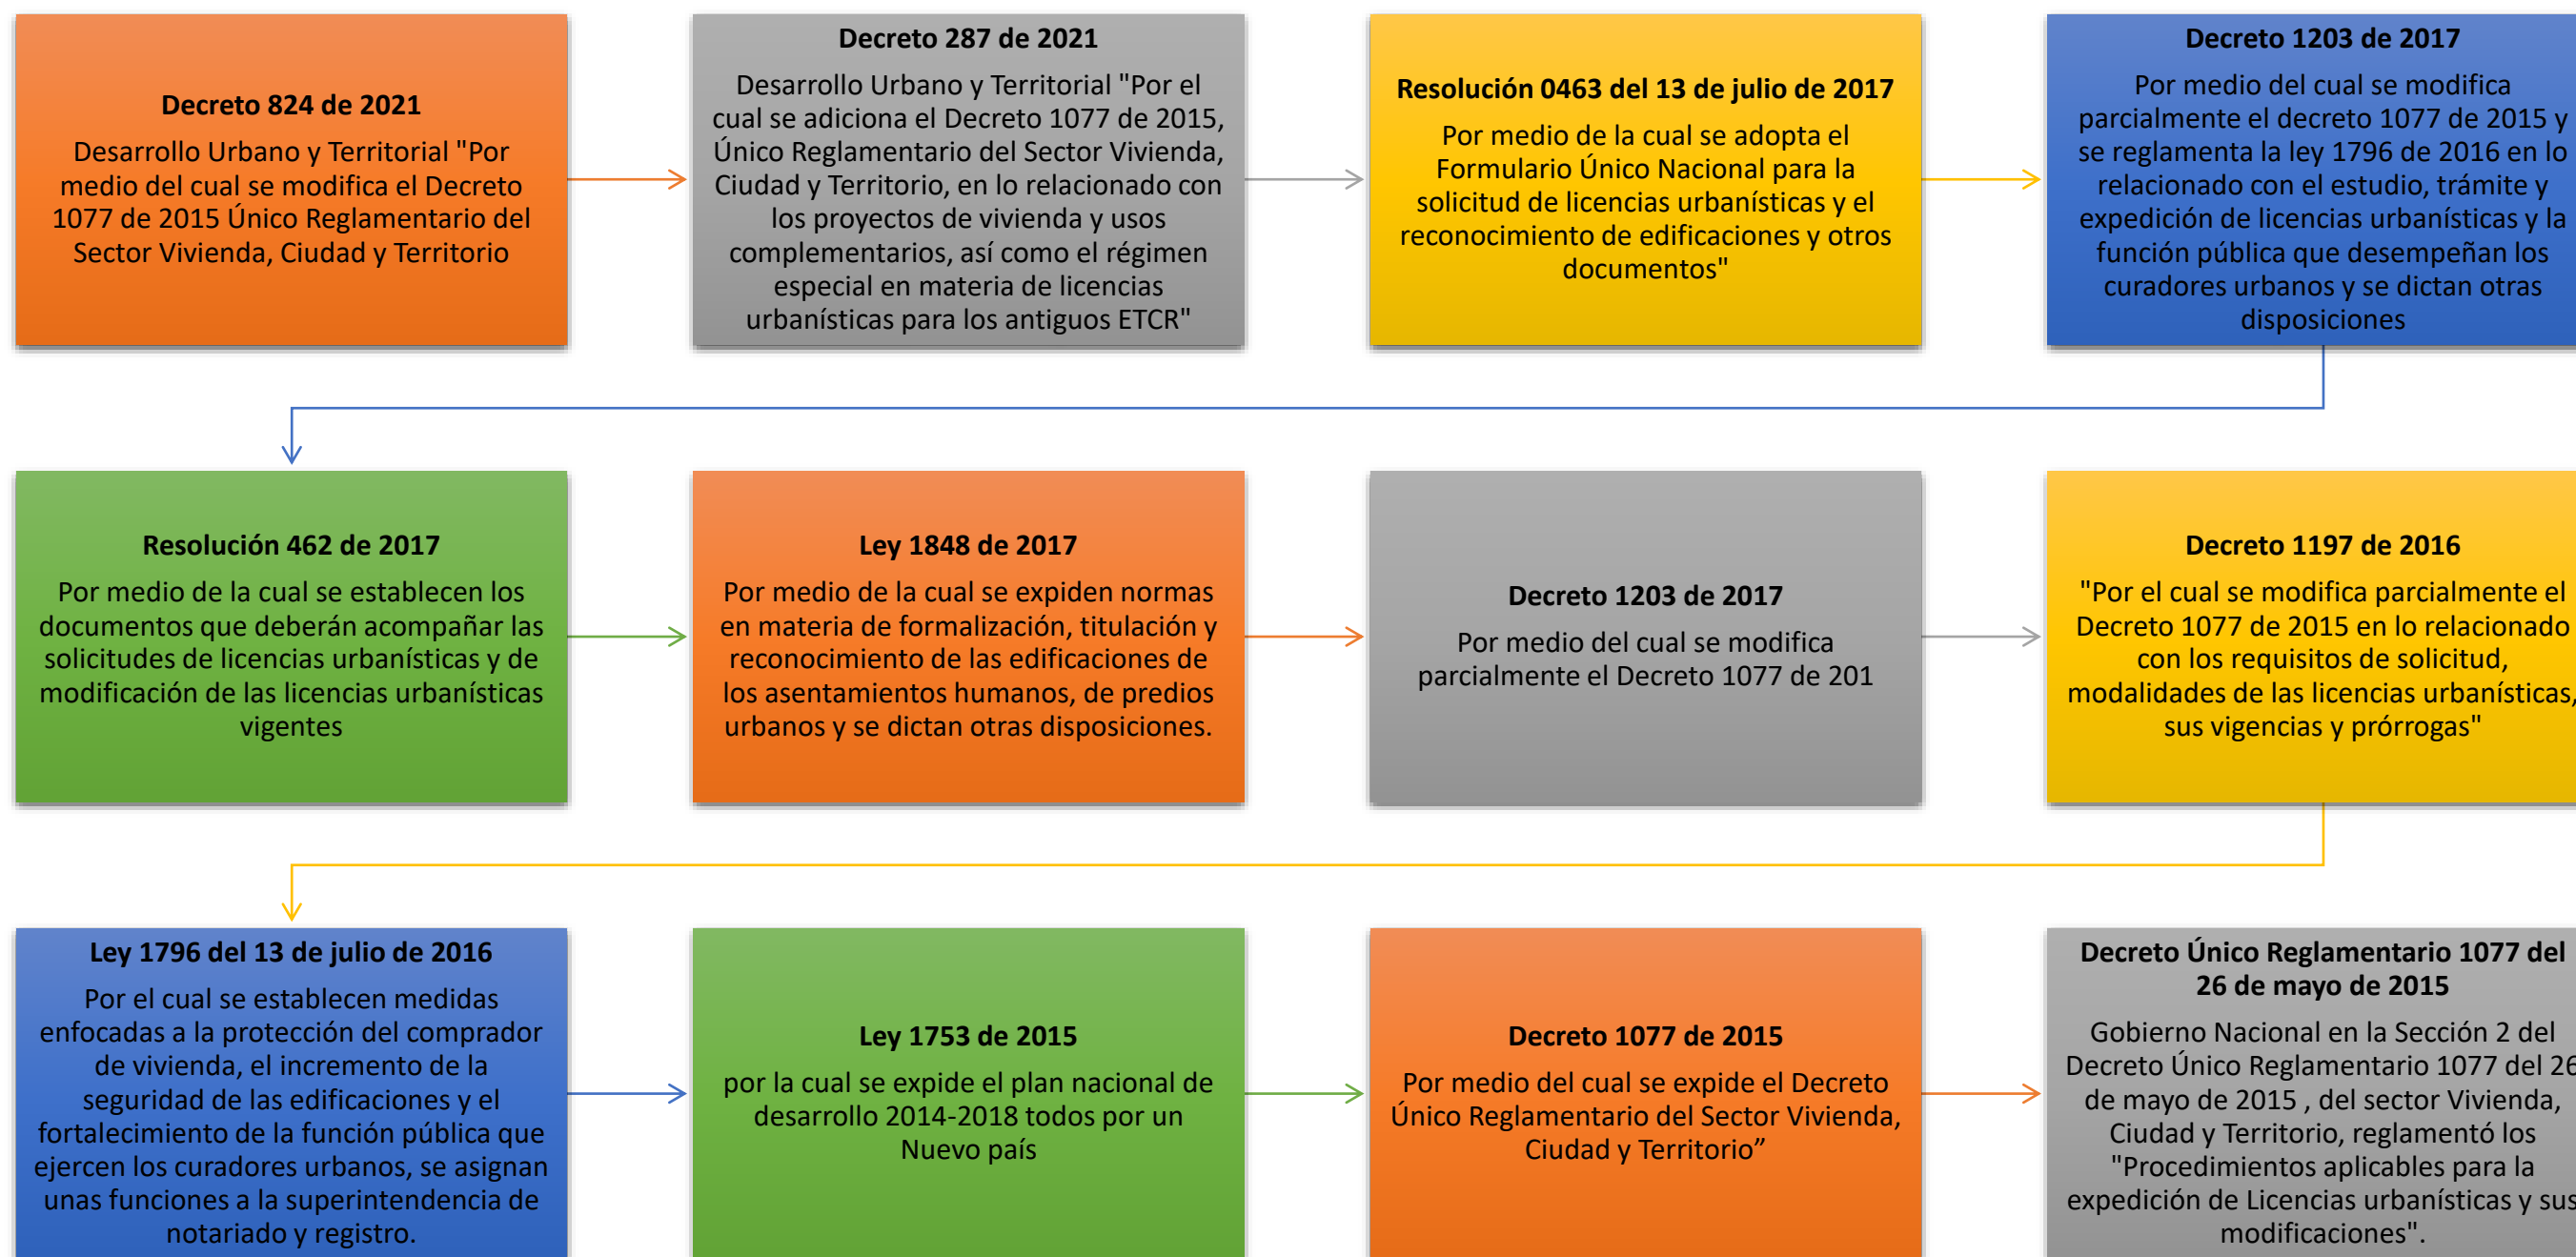 Decreto 824 de 2021
Desarrollo Urbano y Territorial "Por
medio del cual se modifica el Decreto
1077 de 2015 Único Reglamentario del
Sector Vivienda, Ciudad y Territorio
Decreto 287 de 2021
Desarrollo Urbano y Territorial "Por el
cual se adiciona el Decreto 1077 de 2015,
Único Reglamentario del Sector Vivienda,
Ciudad y Territorio, en lo relacionado con
los proyectos de vivienda y usos
complementarios, así como el régimen
especial en materia de licencias
urbanísticas para los antiguos ETCR"
Resolución 0463 del 13 de julio de 2017
Por medio de la cual se adopta el
Formulario Único Nacional para la
solicitud de licencias urbanísticas y el
reconocimiento de edificaciones y otros
documentos"
Decreto 1203 de 2017
Por medio del cual se modifica
parcialmente el decreto 1077 de 2015 y
se reglamenta la ley 1796 de 2016 en lo
relacionado con el estudio, trámite y
expedición de licencias urbanísticas y la
función pública que desempeñan los
curadores urbanos y se dictan otras
disposiciones
Resolución 462 de 2017
Por medio de la cual se establecen los
documentos que deberán acompañar las
solicitudes de licencias urbanísticas y de
modificación de las licencias urbanísticas
vigentes
Ley 1848 de 2017
Por medio de la cual se expiden normas
en materia de formalización, titulación y
reconocimiento de las edificaciones de
los asentamientos humanos, de predios
urbanos y se dictan otras disposiciones.
Decreto 1203 de 2017
Por medio del cual se modifica
parcialmente el Decreto 1077 de 201
Decreto 1197 de 2016
"Por el cual se modifica parcialmente el
Decreto 1077 de 2015 en lo relacionado
con los requisitos de solicitud,
modalidades de las licencias urbanísticas,
sus vigencias y prórrogas"
Ley 1796 del 13 de julio de 2016
Por el cual se establecen medidas
enfocadas a la protección del comprador
de vivienda, el incremento de la
seguridad de las edificaciones y el
fortalecimiento de la función pública que
ejercen los curadores urbanos, se asignan
unas funciones a la superintendencia de
notariado y registro.
Ley 1753 de 2015
por la cual se expide el plan nacional de
desarrollo 2014-2018 todos por un
Nuevo país
Decreto 1077 de 2015
Por medio del cual se expide el Decreto
Único Reglamentario del Sector Vivienda,
Ciudad y Territorio”
Decreto Único Reglamentario 1077 del
26 de mayo de 2015
Gobierno Nacional en la Sección 2 del
Decreto Único Reglamentario 1077 del 26
de mayo de 2015 , del sector Vivienda,
Ciudad y Territorio, reglamentó los
"Procedimientos aplicables para la
expedición de Licencias urbanísticas y sus
modificaciones".